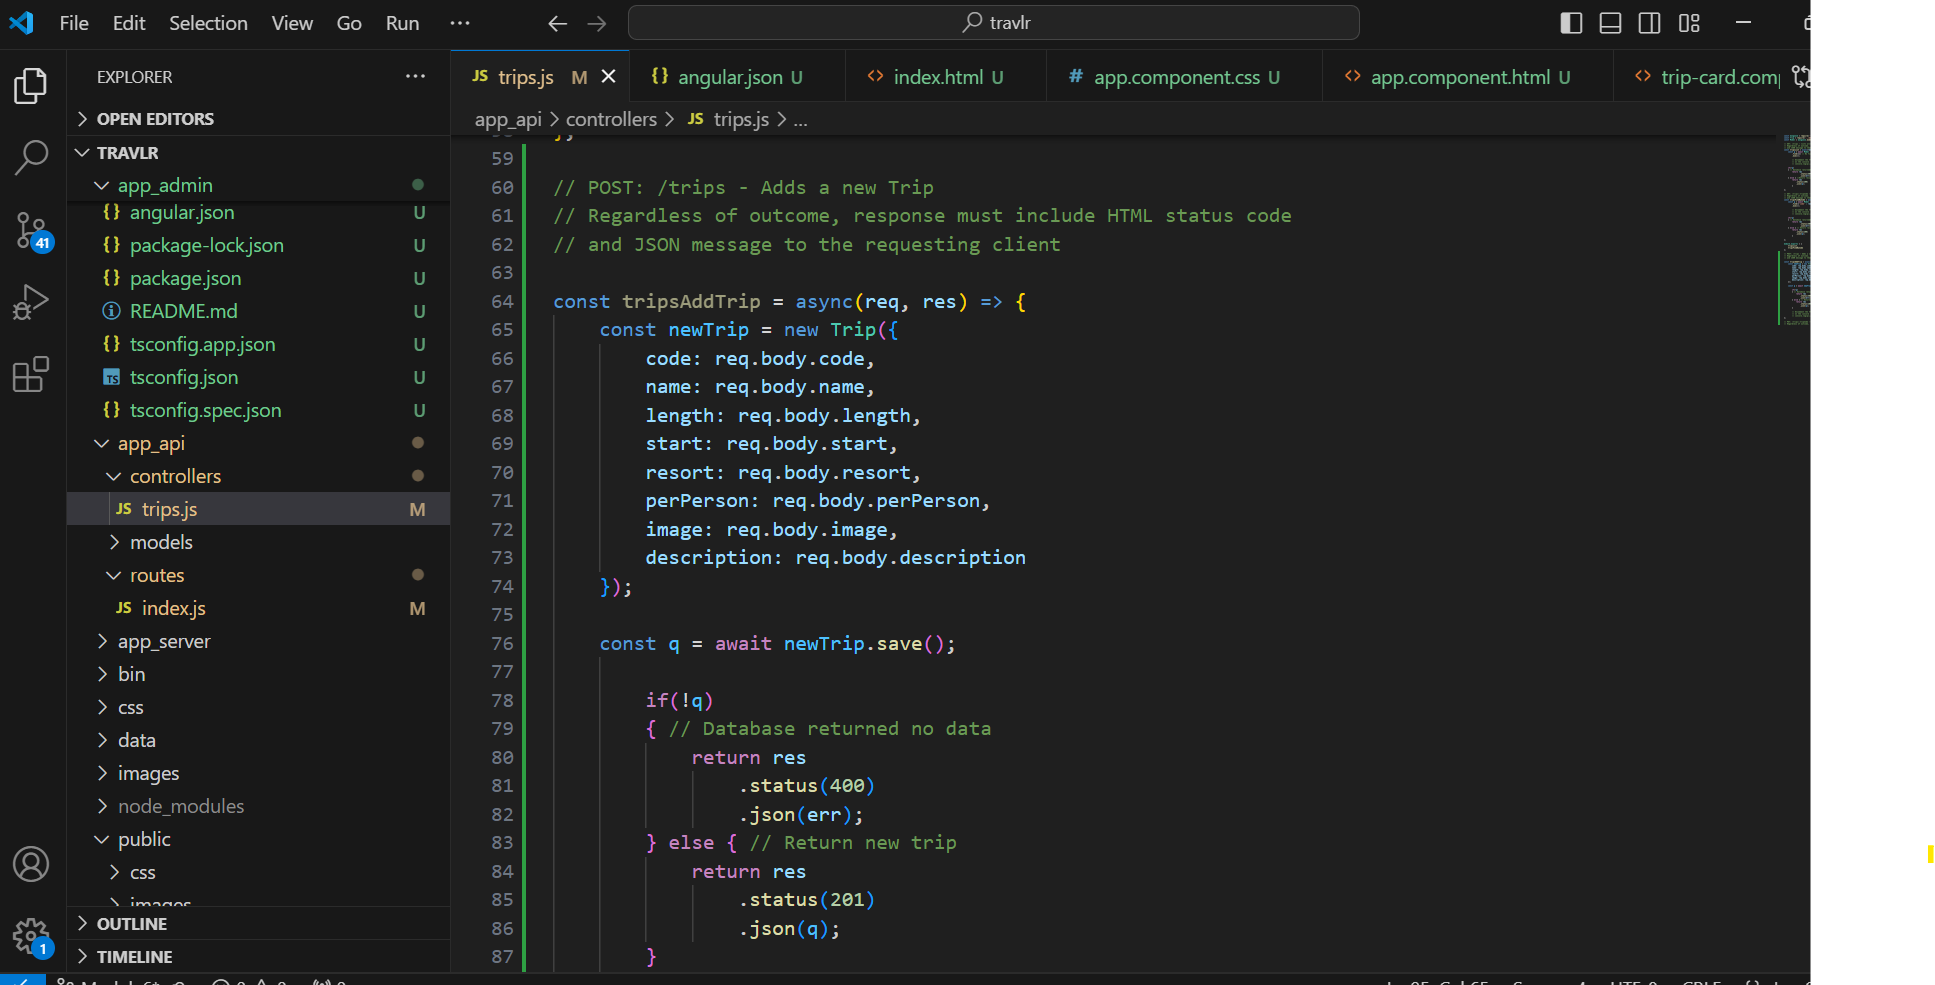 File Edit Selection View Go Run ···
travlr
EXPLORER ···
OPEN EDITORS
TRAVLR
app_admin
{} angular.json U
{} package-lock.json U
{} package.json U
README.md U
{} tsconfig.app.json U
TS tsconfig.json U
{} tsconfig.spec.json U
app_api
controllers
JS trips.js M
models
routes
JS index.js M
app_server
bin
css
data
images
node_modules
public
css
images
OUTLINE
TIMELINE
41
1
JS trips.js M
{} angular.json U
<> index.html U
# app.component.css U
<> app.component.html U
<> trip-card.com
app_api > controllers > JS trips.js > ...
59
60 // POST: /trips - Adds a new Trip
61 // Regardless of outcome, response must include HTML status code
62 // and JSON message to the requesting client
63
64 const tripsAddTrip = async(req, res) => {
65 const newTrip = new Trip({
66 code: req.body.code,
67 name: req.body.name,
68 length: req.body.length,
69 start: req.body.start,
70 resort: req.body.resort,
71 perPerson: req.body.perPerson,
72 image: req.body.image,
73 description: req.body.description
74 });
75
76 const q = await newTrip.save();
77
78 if(!q)
79 { // Database returned no data
80 return res
81 .status(400)
82 .json(err);
83 } else { // Return new trip
84 return res
85 .status(201)
86 .json(q);
87 }